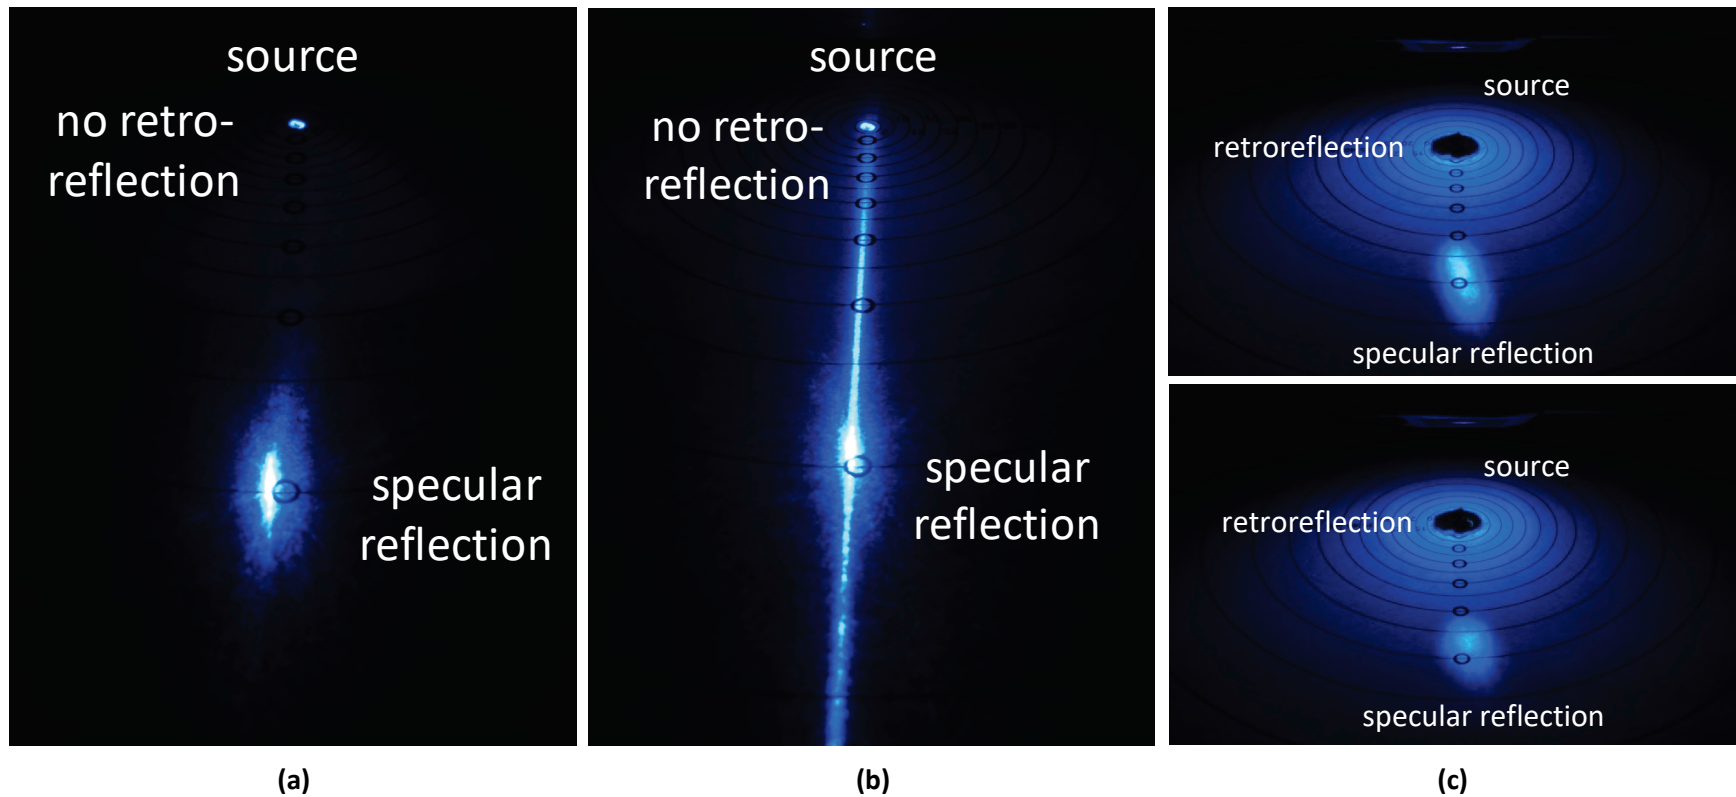 source
no retro-
reflection
specular
reflection
(a)
source
no retro-
reflection
specular
reflection
(b)
source
retroreflection
specular reflection
source
retroreflection
specular reflection
(c)